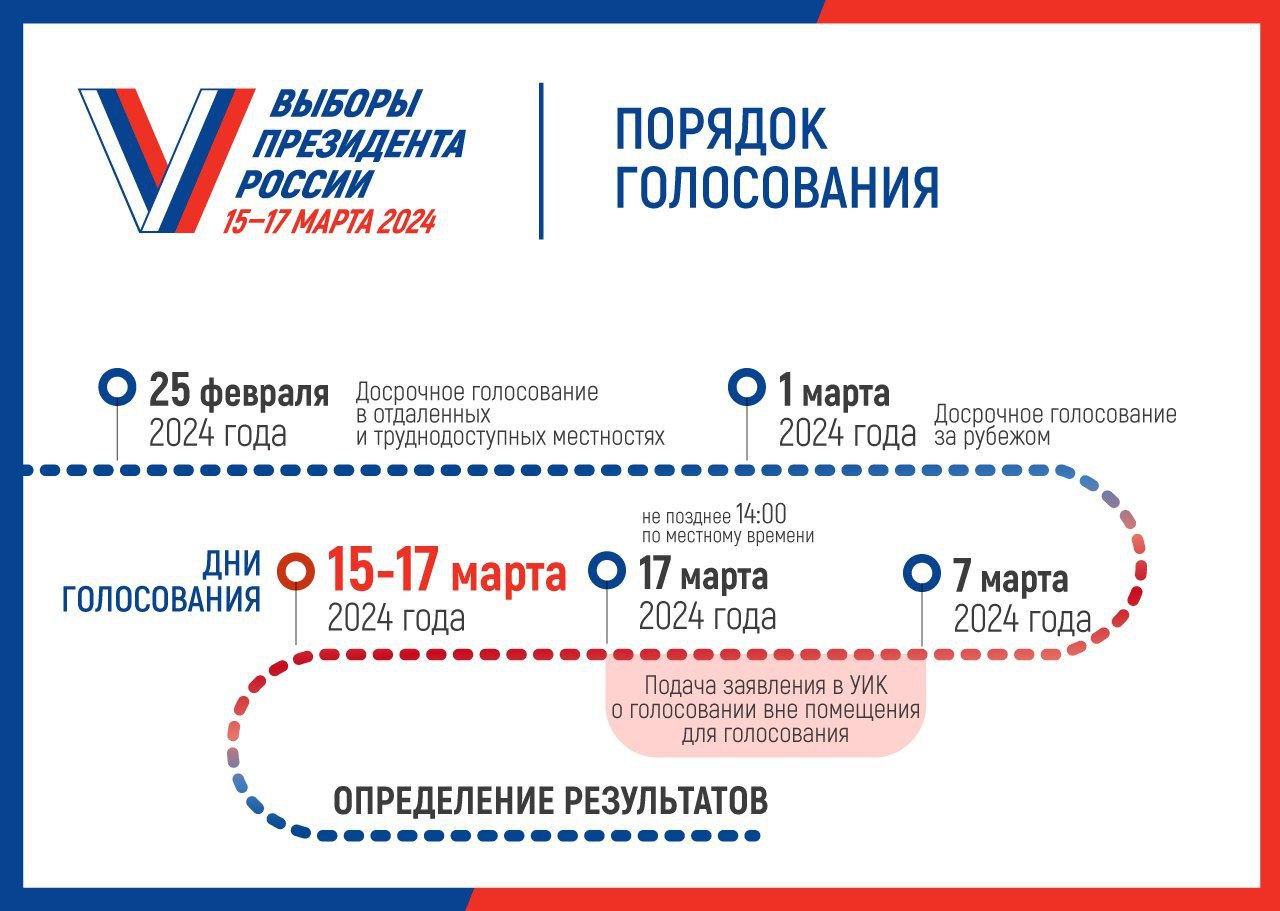 ВЫБОРЫ
ПРЕЗИДЕНТА
РОССИИ
15–17 МАРТА 2024
ПОРЯДОК
ГОЛОСОВАНИЯ
25 февраля
2024 года
Досрочное голосование
в отдаленных
и труднодоступных местностях
1 марта
2024 года
Досрочное голосование
за рубежом
ДНИ
ГОЛОСОВАНИЯ
15-17 марта
2024 года
не позднее 14:00
по местному времени
17 марта
2024 года
7 марта
2024 года
Подача заявления в УИК
о голосовании вне помещения
для голосования
ОПРЕДЕЛЕНИЕ РЕЗУЛЬТАТОВ